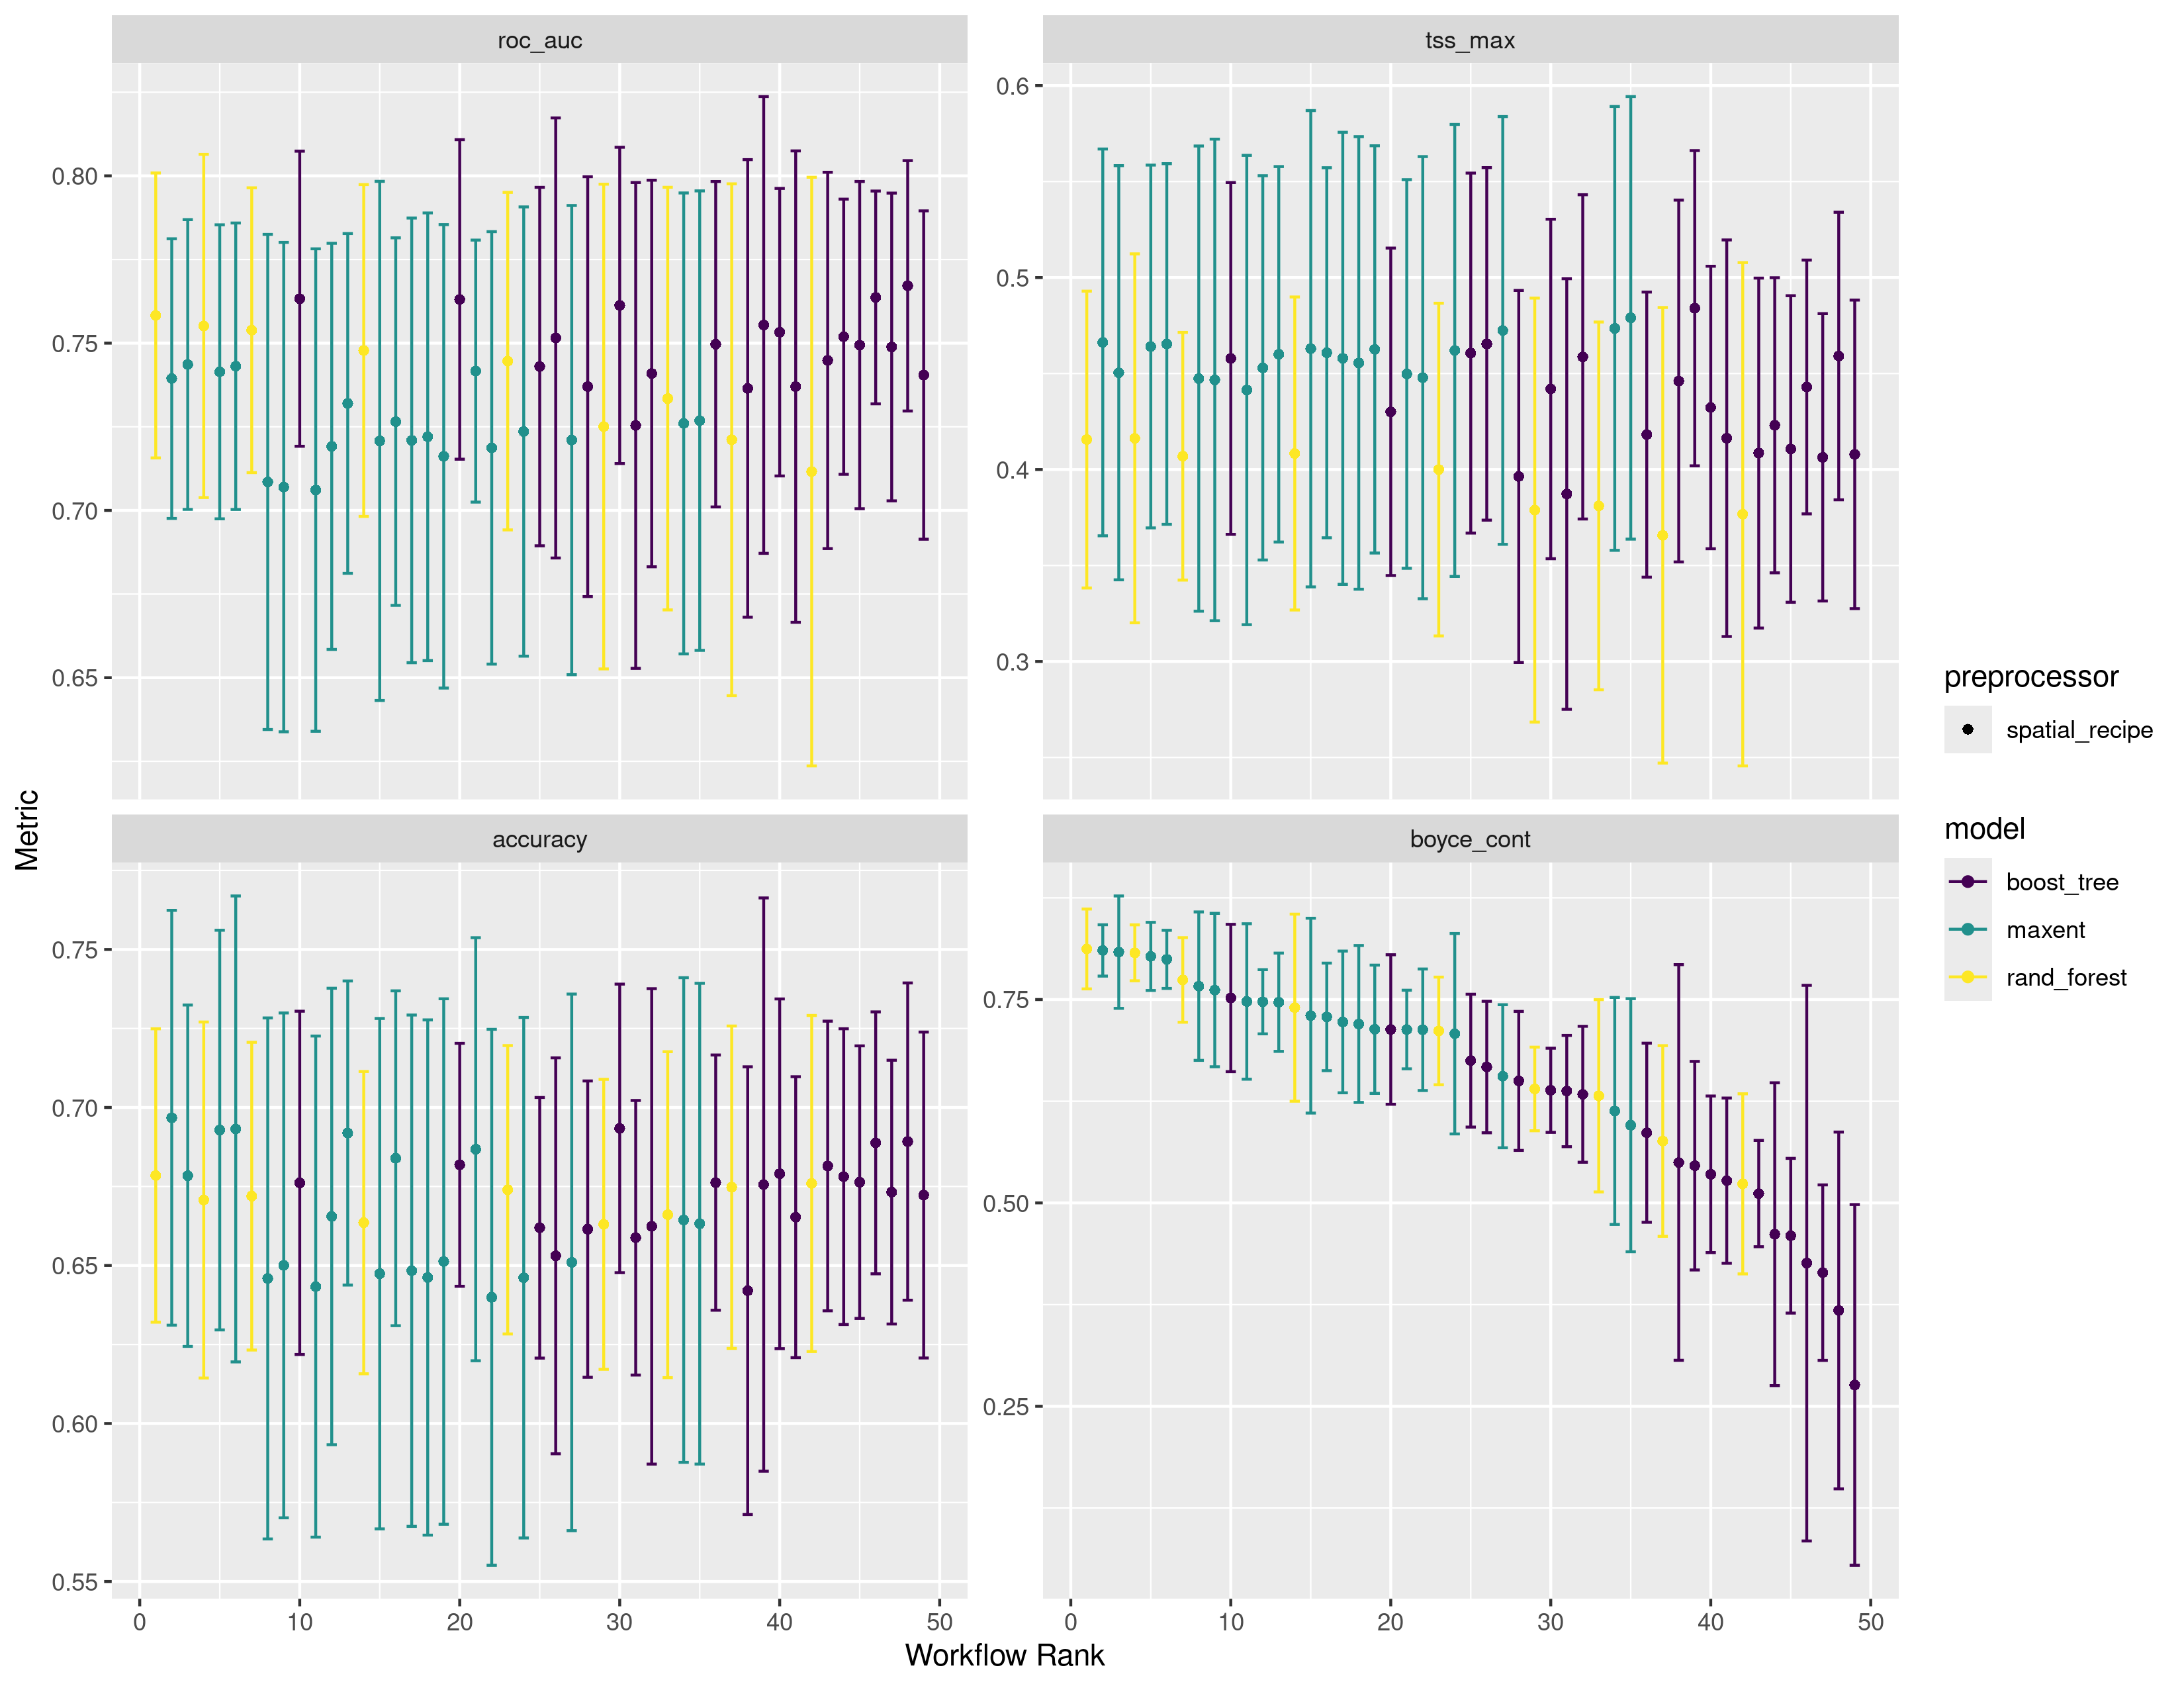 roc_auc
tss_max
0.80
0.75
0.70
0.65
0.6
0.5
0.4
0.3
accuracy
boyce_cont
0.75
0.70
0.65
0.60
0.55
0.75
0.50
0.25
0 10 20 30 40 50
0 10 20 30 40 50
Workflow Rank
Metric
preprocessor
spatial_recipe
model
boost_tree
maxent
rand_forest